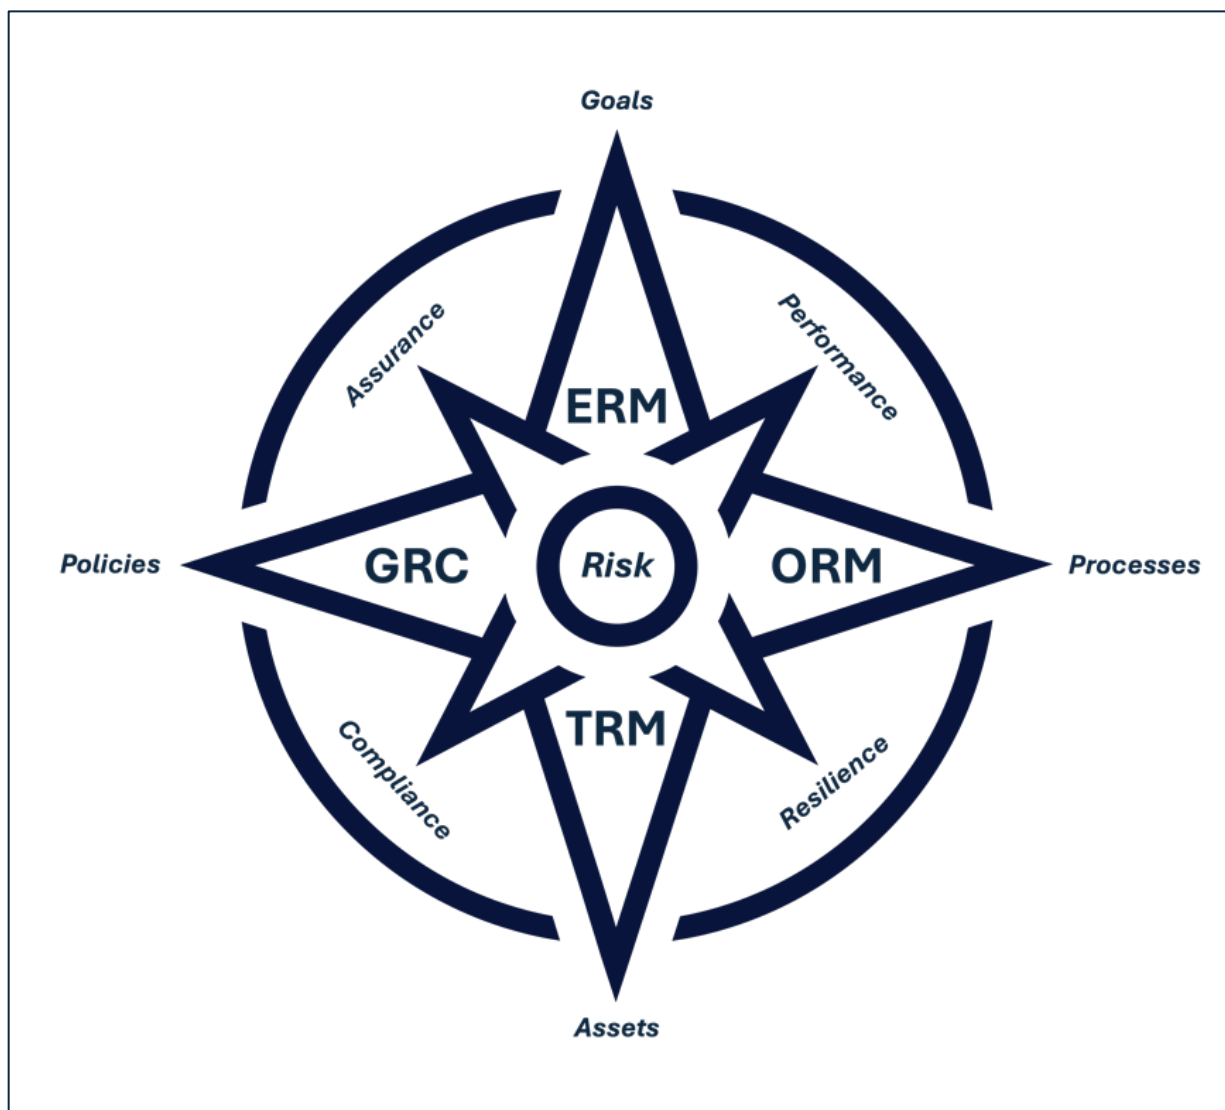 Goals
Assurance
Performance
ERM
Policies
GRC
Risk
ORM
Processes
TRM
Compliance
Resilience
Assets